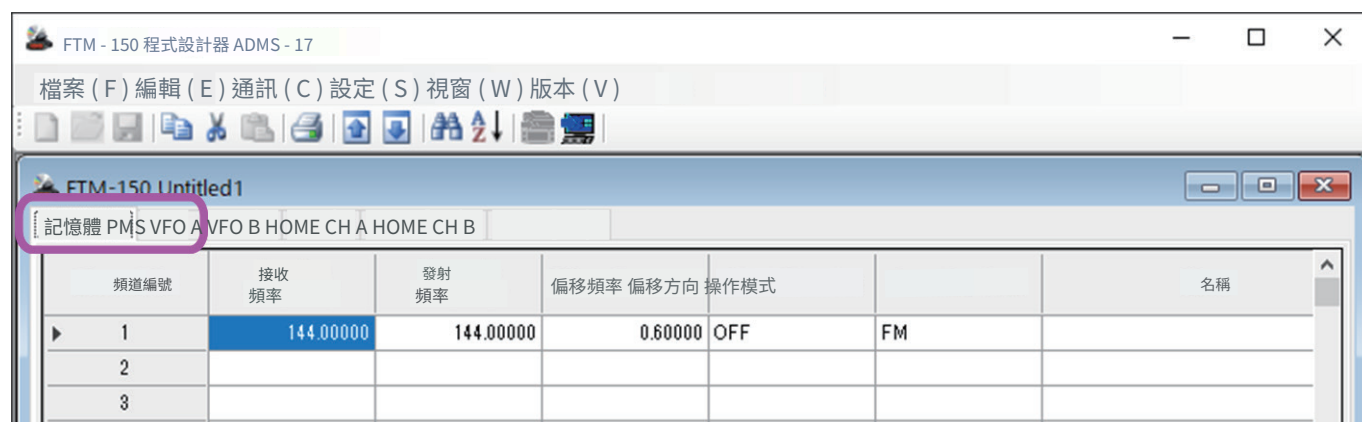 FTM - 150 程式設計器 ADMS - 17
檔案 ( F ) 編輯 ( E ) 通訊 ( C ) 設定 ( S ) 視窗 ( W ) 版本 ( V )
FTM-150 Untitled1
記憶體 PMS VFO A VFO B HOME CH A HOME CH B
頻道編號 接收 頻率 發射 頻率 偏移頻率 偏移方向 操作模式 名稱
1 144.00000 144.00000 0.60000 OFF FM
2
3